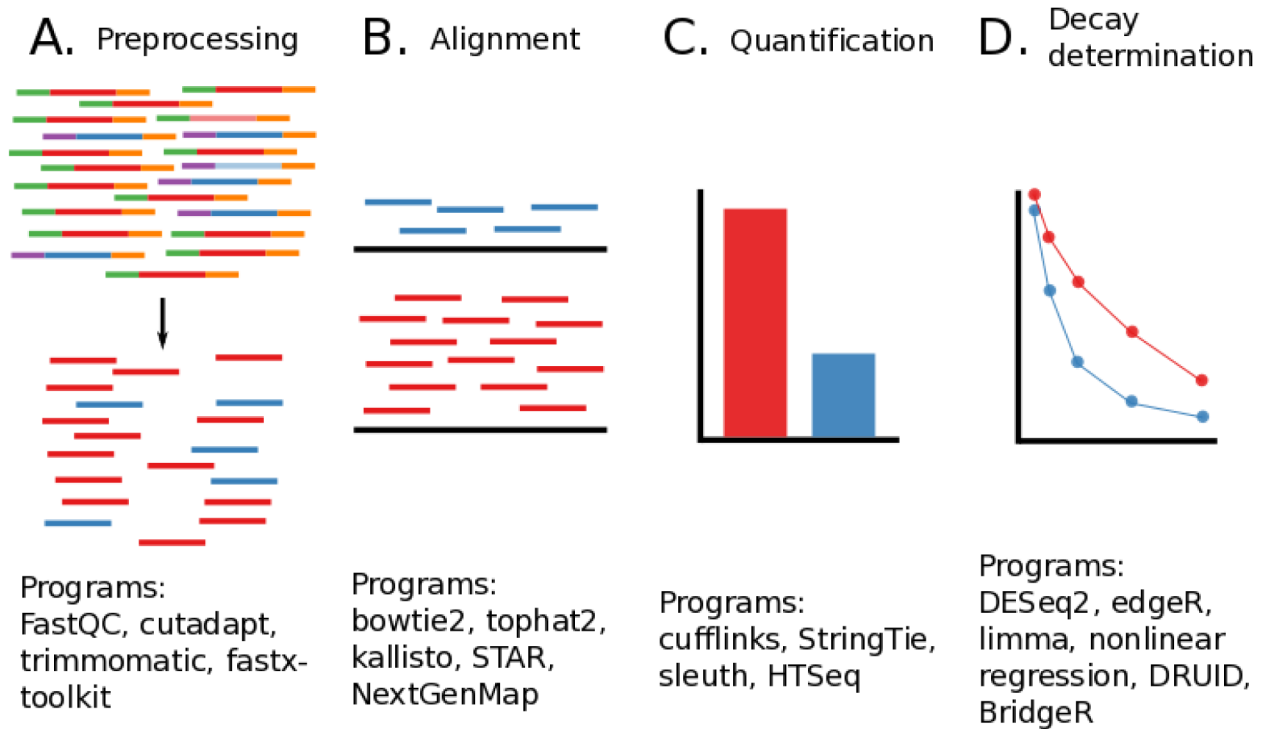 A. Preprocessing
B. Alignment
C. Quantification
D. Decay
determination
Programs:
FastQC, cutadapt,
trimmomatic, fastx-
toolkit
Programs:
bowtie2, tophat2,
kallisto, STAR,
NextGenMap
Programs:
cufflinks, StringTie,
sleuth, HTSeq
Programs:
DESeq2, edgeR,
limma, nonlinear
regression, DRUID,
BridgeR